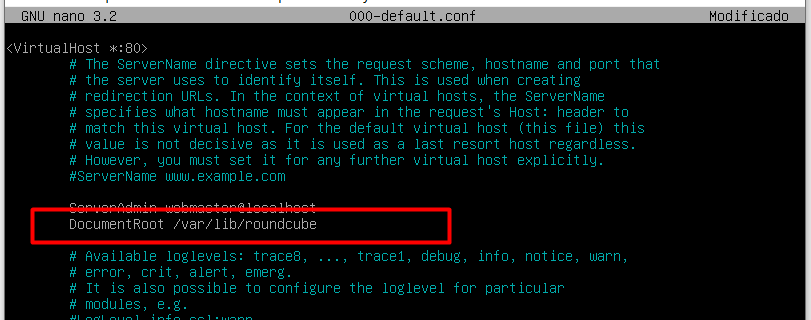 GNU nano 3.2 000-default.conf Modificado
<VirtualHost *:80>
# The ServerName directive sets the request scheme, hostname and port that
# the server uses to identify itself. This is used when creating
# redirection URLs. In the context of virtual hosts, the ServerName
# specifies what hostname must appear in the request's Host: header to
# match this virtual host. For the default virtual host (this file) this
# value is not decisive as it is used as a last resort host regardless.
# However, you must set it for any further virtual host explicitly.
#ServerName www.example.com
ServerAdmin webmaster@localhost
DocumentRoot /var/lib/roundcube
# Available loglevels: trace8, ..., trace1, debug, info, notice, warn,
# error, crit, alert, emerg.
# It is also possible to configure the loglevel for particular
# modules, e.g.
#LogLevel info ssl:warn